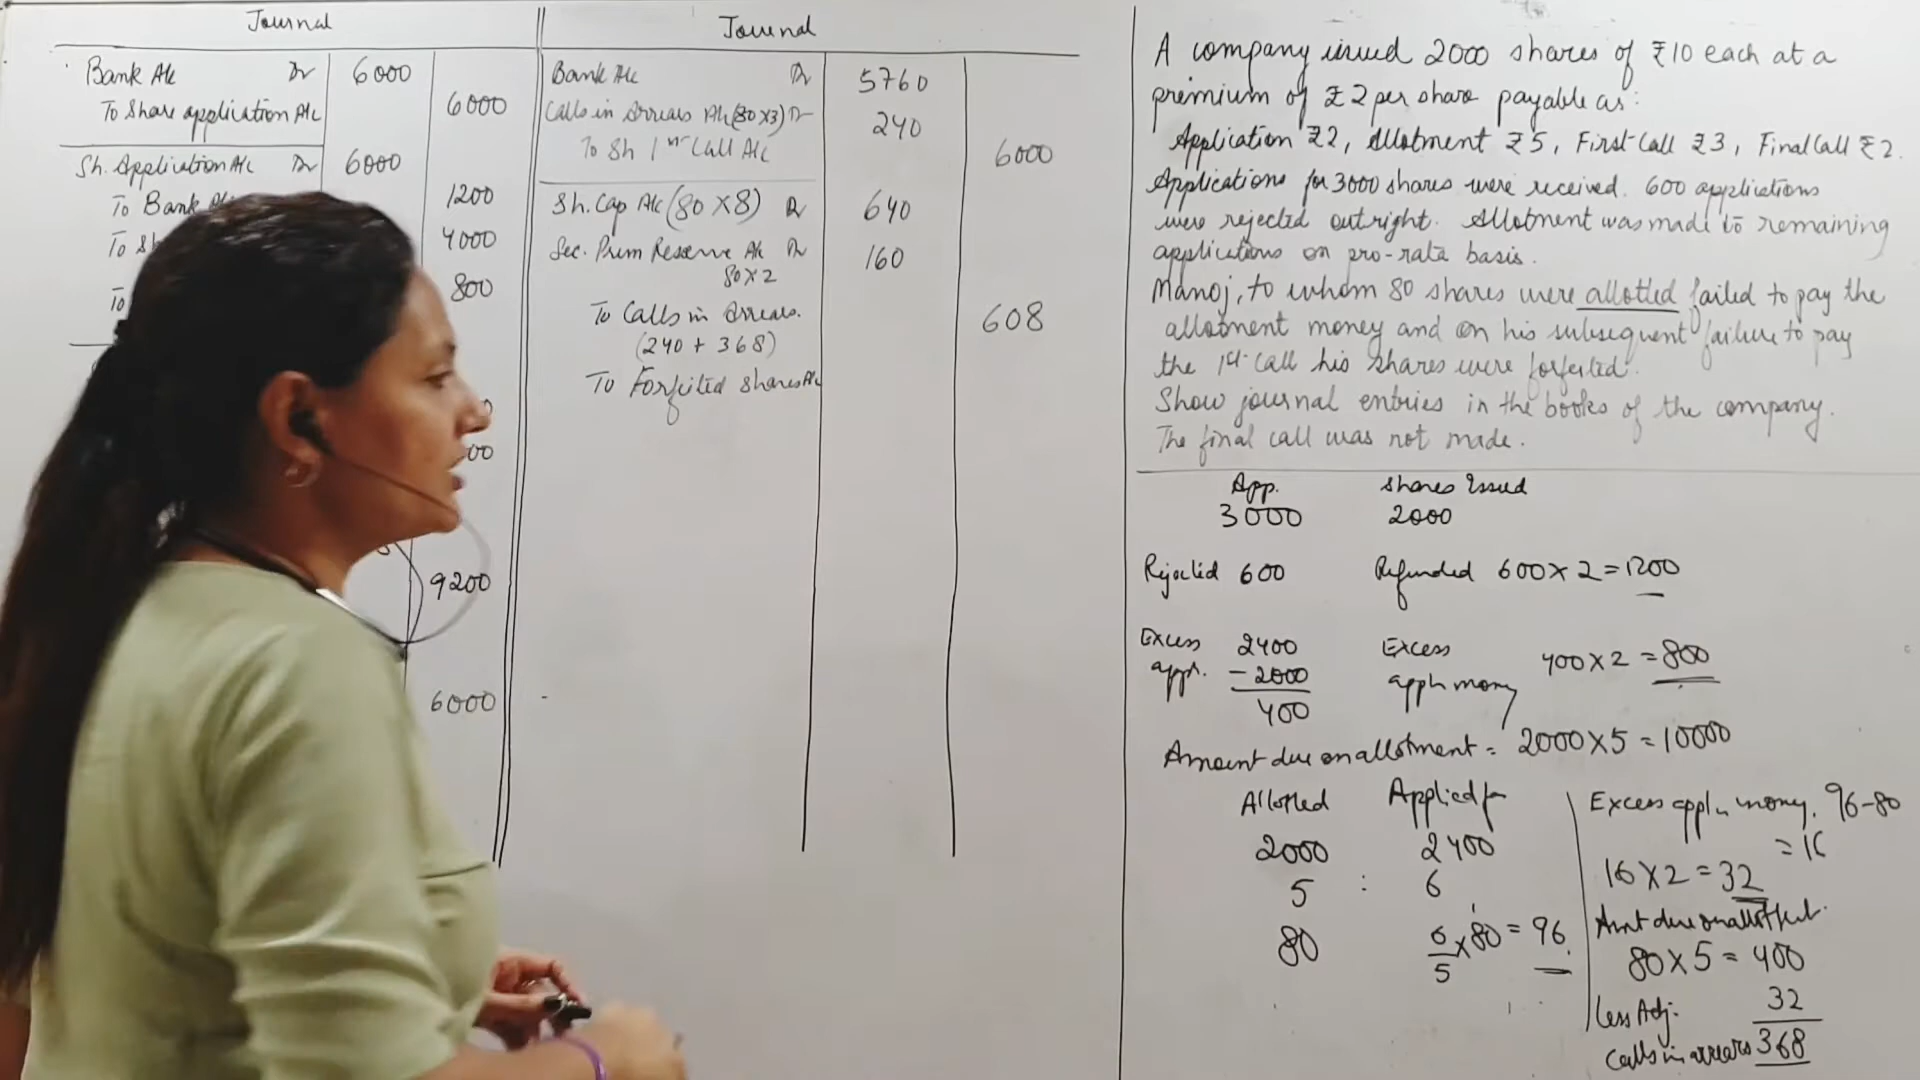 Journal
Bank A/c Dr 6000
To Share application A/c 6000
Sh. Application A/c Dr 6000
To Bank 1200
To Sh 4000
To 800
00
9200
6000
Journal
Bank A/c Dr 5760
Calls in Arrears A/c (80x3) Dr 240
To Sh 1st Call A/c 6000
Sh. Cap A/c (80 x 8) Dr 640
Sec. Prem Reserve A/c Dr 160
80x2
To Calls in Arrears. 608
(240 + 368)
To Forfeited Shares A/c
A company issued 2000 shares of ₹10 each at a
premium of ₹2 per share payable as:
Application ₹2, Allotment ₹5, First Call ₹3, Final Call ₹2.
Applications for 3000 shares were received. 600 applications
were rejected outright. Allotment was made to remaining
applications on pro-rata basis.
Manoj, to whom 80 shares were allotted failed to pay the
allotment money and on his subsequent failure to pay
the 1st call his shares were forfeited.
Show journal entries in the books of the company.
The final call was not made.
App. Shares Issued
3000 2000
Rejected 600 Refunded 600 x 2 = 1200
Excess 2400 Excess 400 x 2 = 800
appl. - 2000 appln money
400
Amount due on allotment = 2000 x 5 = 10000
Allotted Applied for
2000 2400
5 : 6
80 6/5 x 80 = 96
Excess appln money. 96-80
= 16
16 x 2 = 32
Amt due on allotment.
80 x 5 = 400
Less Adj: 32
Calls in arrears 368